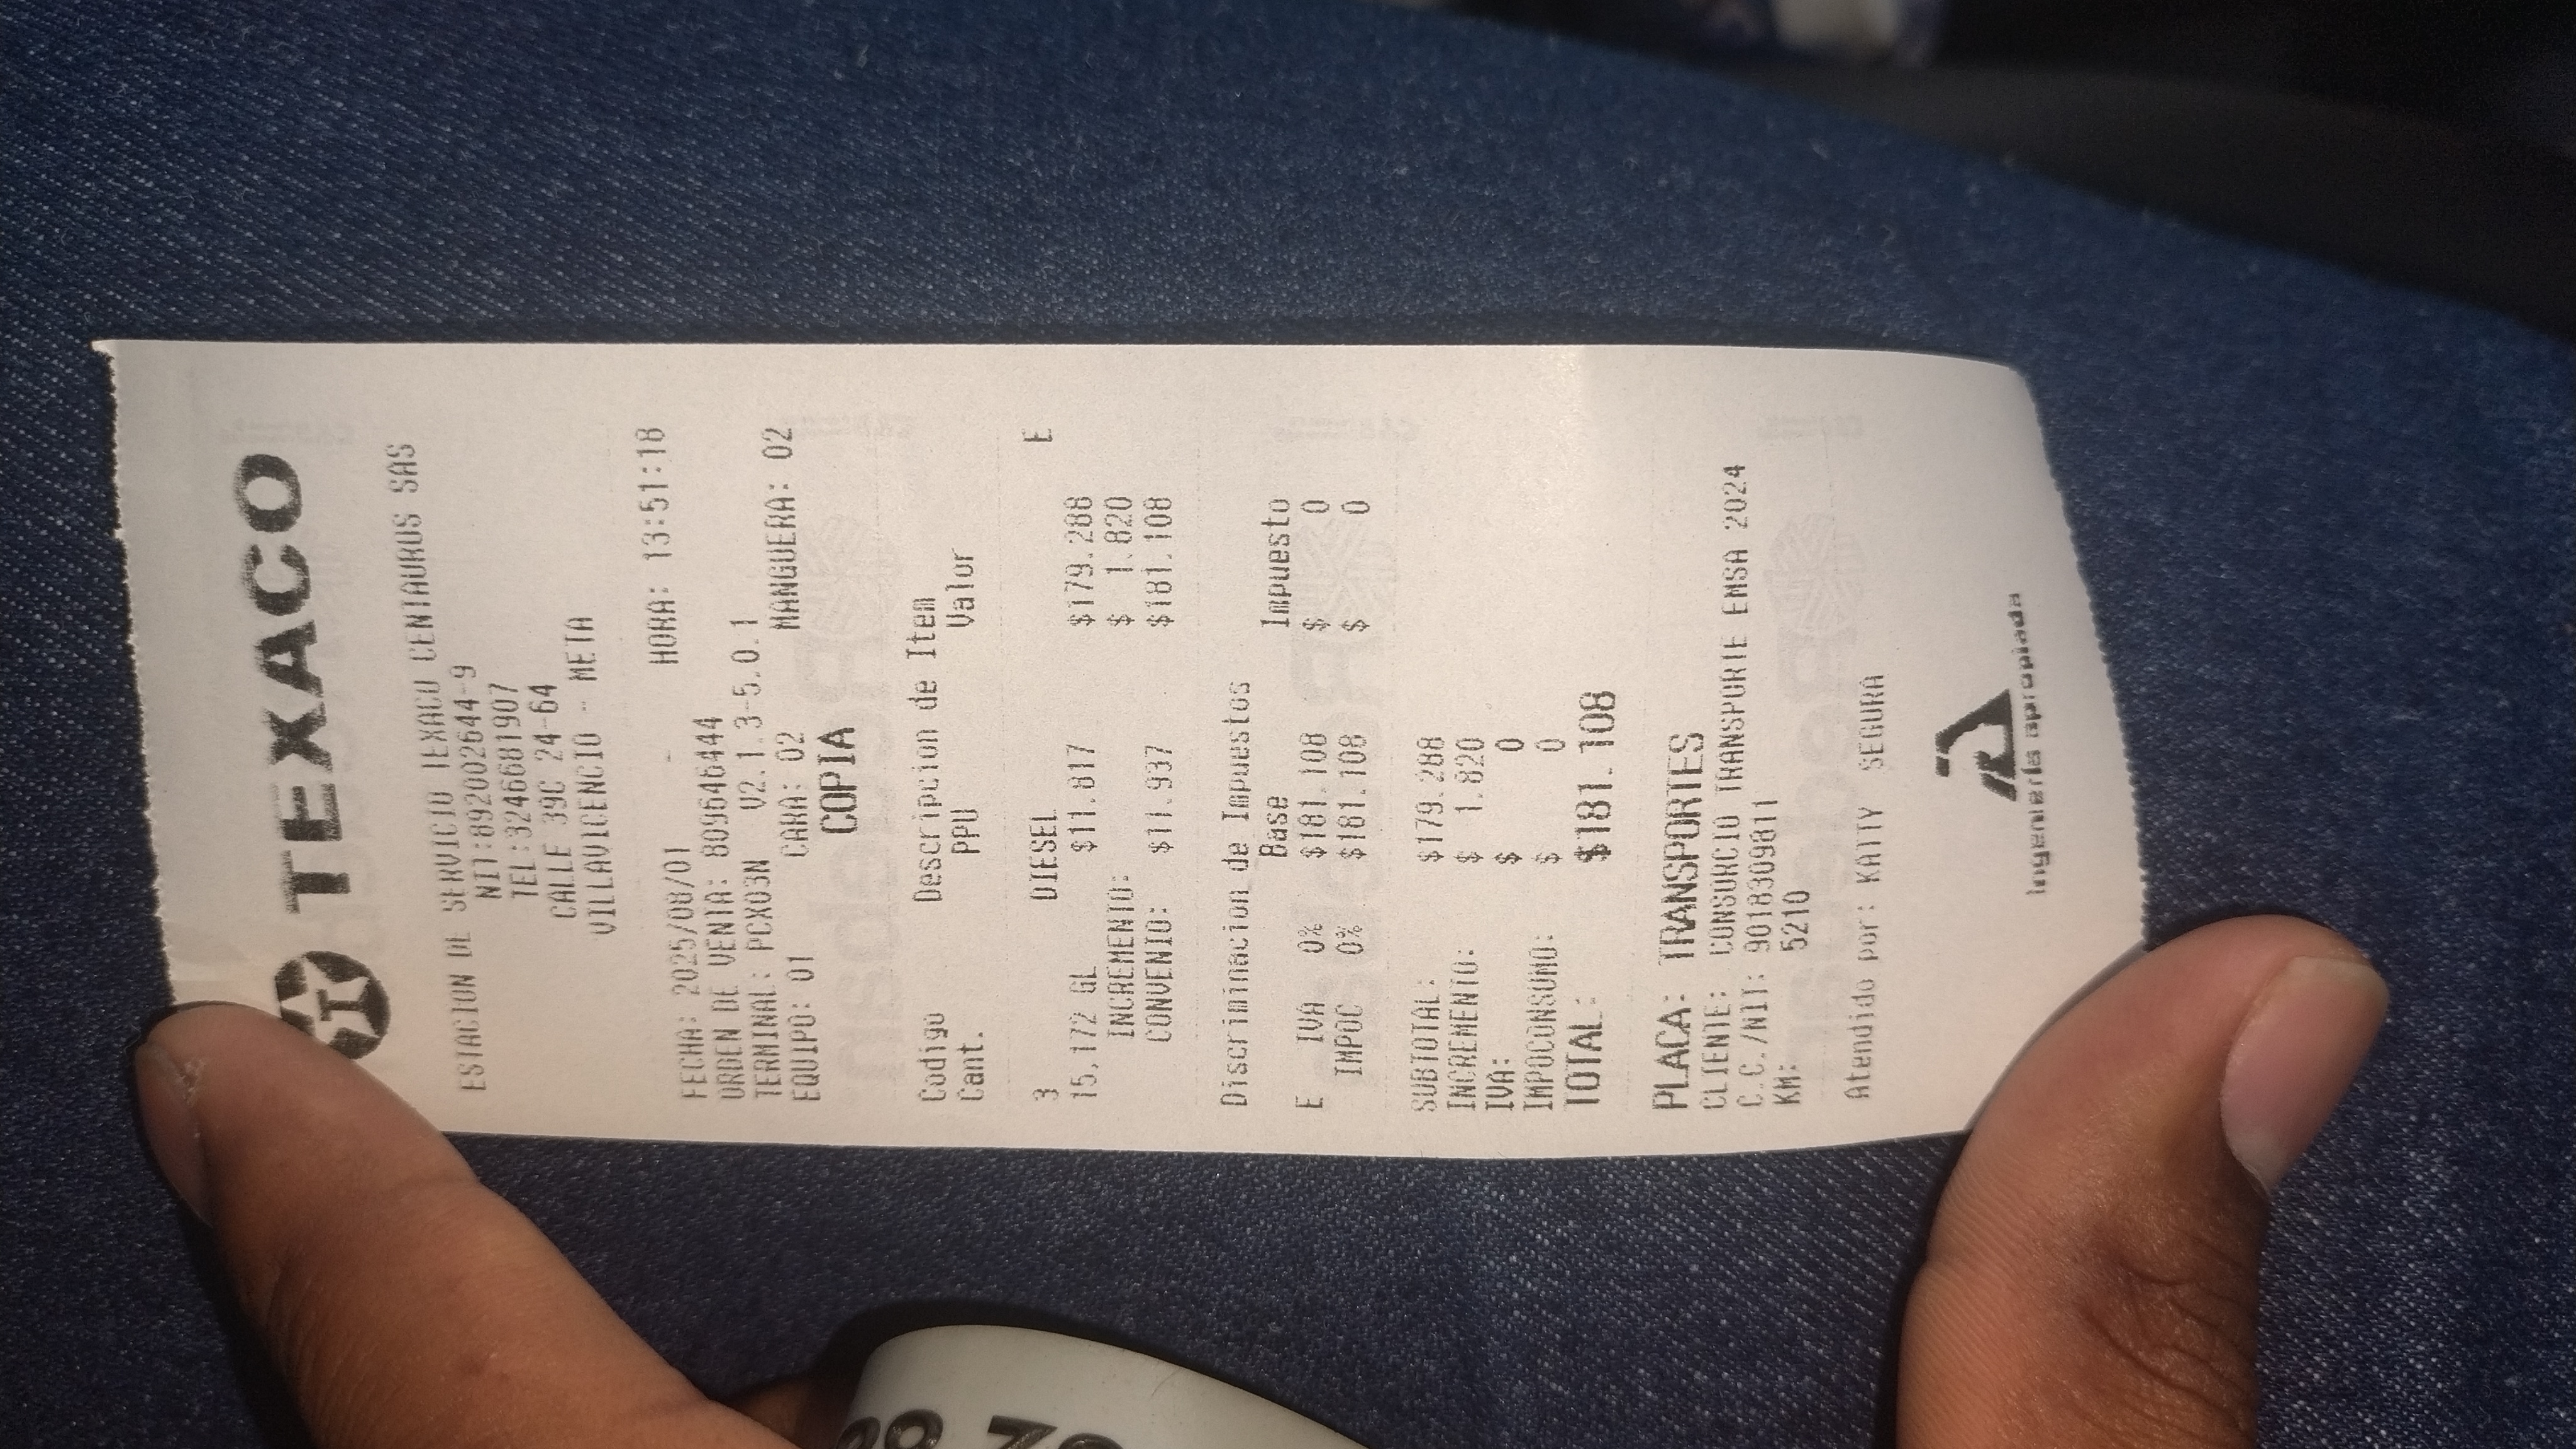 TEXACO
ESTACION DE SERVICIO TEXACO CENTAURUS SAS
NIT:892002644-9
TEL:3246681907
CALLE 39C 24-64
VILLAVICENCIO - META
FECHA: 2025/08/01 HORA: 13:51:18
ORDEN DE VENTA: 809646444
TERMINAL: PCX03N V2.1.3-5.0.1
EQUIPO: 01 CARA: 02 MANGUERA: 02
COPIA
Codigo Descripcion de Item
Cant. PPU Valor
3 DIESEL E
15,172 GL $11.817 $179.288
INCREMENTO: $ 1.820
CONVENIO: $11.937 $181.108
Discriminacion de Impuestos
Base Impuesto
E IVA 0% $181.108 $ 0
IMPOC 0% $181.108 $ 0
SUBTOTAL: $179.288
INCREMENTO: $ 1.820
IVA: $ 0
IMPOCONSUMO: $ 0
TOTAL: $181.108
PLACA: TRANSPORTES
CLIENTE: CONSORCIO TRANSPORTE EMSA 2024
C.C./NIT: 9018309811
KM: 5210
Atendido por: KATTY SEGURA
Ingeniería apropiada